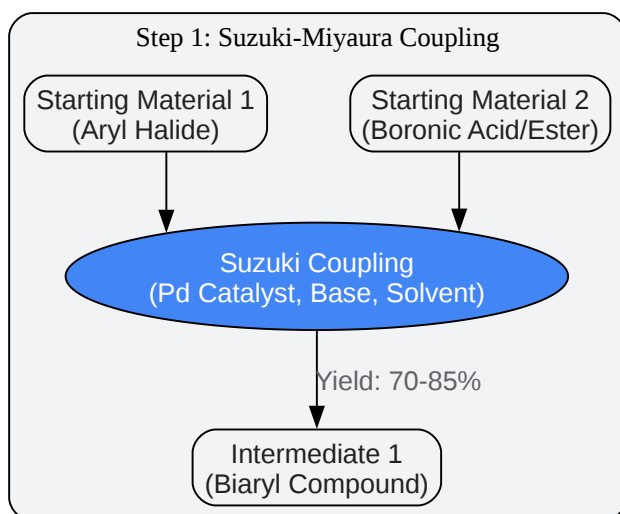 Step 1: Suzuki-Miyaura Coupling
Starting Material 1
(Aryl Halide)
Starting Material 2
(Boronic Acid/Ester)
Suzuki Coupling
(Pd Catalyst, Base, Solvent)
Yield: 70-85%
Intermediate 1
(Biaryl Compound)